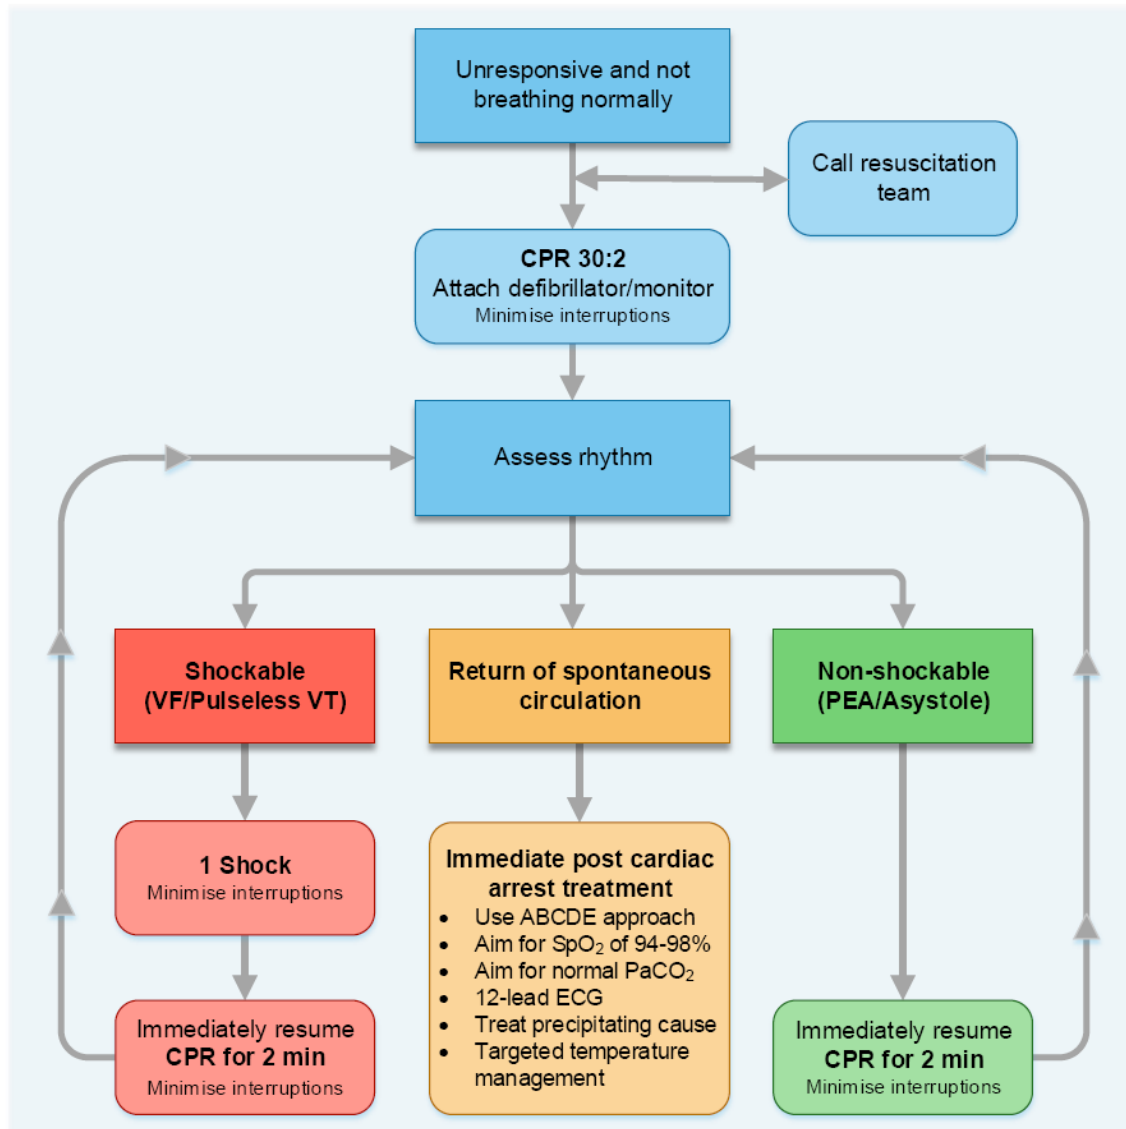 Unresponsive and not
breathing normally
Call resuscitation
team
CPR 30:2
Attach defibrillator/monitor
Minimise interruptions
Assess rhythm
Shockable
(VF/Pulseless VT)
Return of spontaneous
circulation
Non-shockable
(PEA/Asystole)
1 Shock
Minimise interruptions
Immediately resume
CPR for 2 min
Minimise interruptions
Immediate post cardiac
arrest treatment
• Use ABCDE approach
• Aim for SpO₂ of 94-98%
• Aim for normal PaCO₂
• 12-lead ECG
• Treat precipitating cause
• Targeted temperature
management
Immediately resume
CPR for 2 min
Minimise interruptions